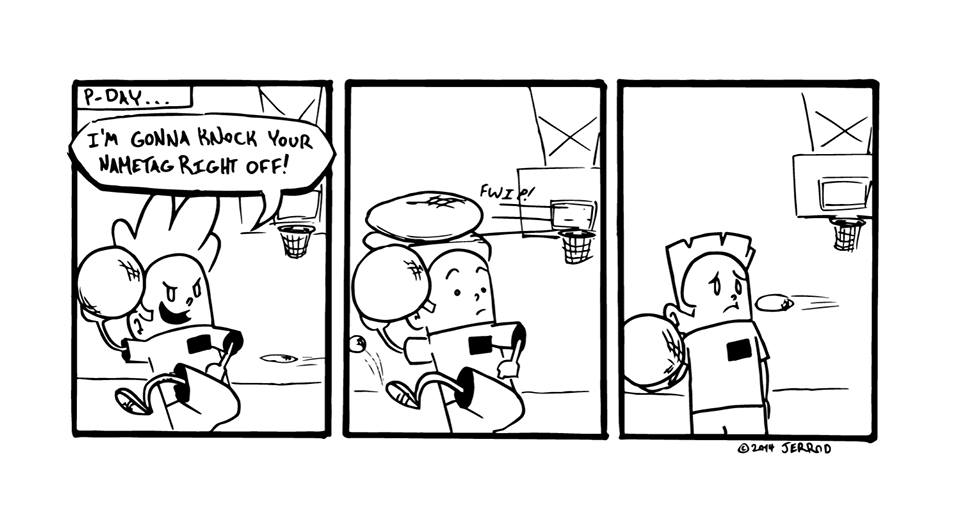 P-DAY...
I'M GONNA KNOCK YOUR
NAMETAG RIGHT OFF!
FWIP!
© 2014 JERROD